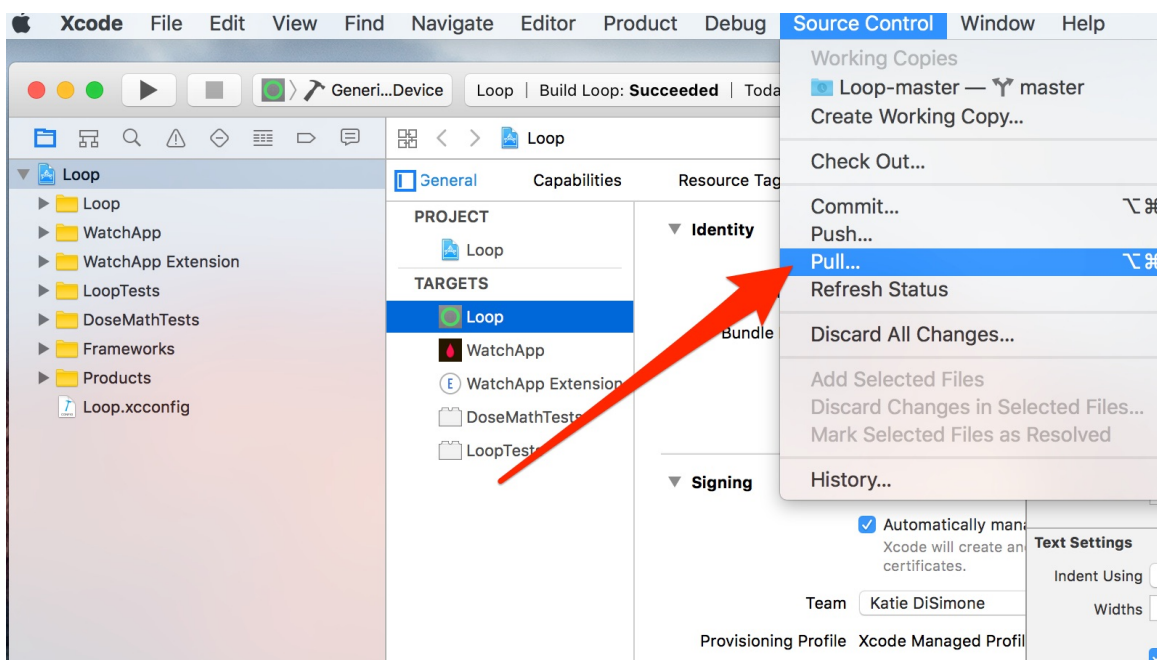 Xcode File Edit View Find Navigate Editor Product Debug Source Control Window Help
Working Copies
Loop-master — master
Create Working Copy...
Check Out...
Commit... ⌥⌘
Push...
Pull... ⌥⌘
Refresh Status
Discard All Changes...
Add Selected Files
Discard Changes in Selected Files...
Mark Selected Files as Resolved
History...
Generi...Device Loop | Build Loop: Succeeded | Toda
Loop
Loop
Loop
WatchApp
WatchApp Extension
LoopTests
DoseMathTests
Frameworks
Products
Loop.xcconfig
General Capabilities Resource Tag
PROJECT
Loop
TARGETS
Loop
WatchApp
E WatchApp Extension
DoseMathTests
LoopTests
Identity
Bundle
Signing
Automatically mana
Xcode will create an
certificates.
Team Katie DiSimone
Provisioning Profile Xcode Managed Profil
Text Settings
Indent Using
Widths